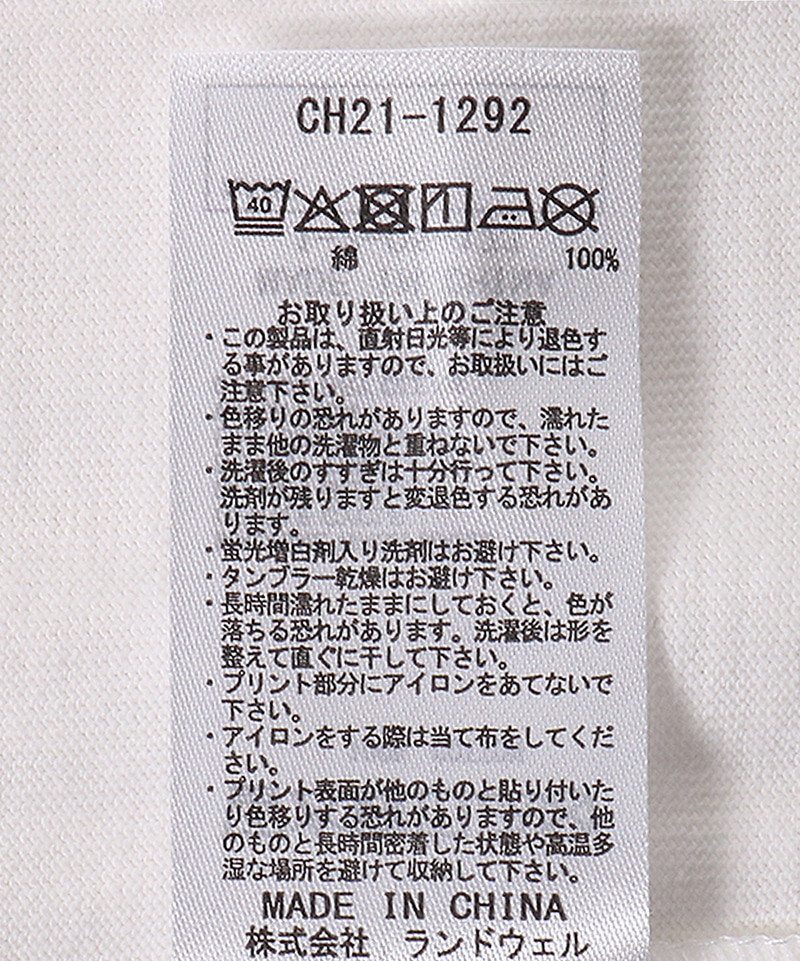 CH21-1292
40
綿 100%
お取り扱い上のご注意
・この製品は、直射日光等により退色す
る事がありますので、お取扱いにはご
注意下さい。
・色移りの恐れがありますので、濡れた
まま他の洗濯物と重ねないで下さい。
・洗濯後のすすぎは十分行って下さい。
洗剤が残りますと変退色する恐れがあ
ります。
・蛍光増白剤入り洗剤はお避け下さい。
・タンブラー乾燥はお避け下さい。
・長時間濡れたままにしておくと、色が
落ちる恐れがあります。洗濯後は形を
整えて直ぐに干して下さい。
・プリント部分にアイロンをあてないで
下さい。
・アイロンをする際は当て布をしてくだ
さい。
・プリント表面が他のものと貼り付いた
り色移りする恐れがありますので、他
のものと長時間密着した状態や高温多
湿な場所を避けて収納して下さい。
MADE IN CHINA
株式会社 ランドウェル